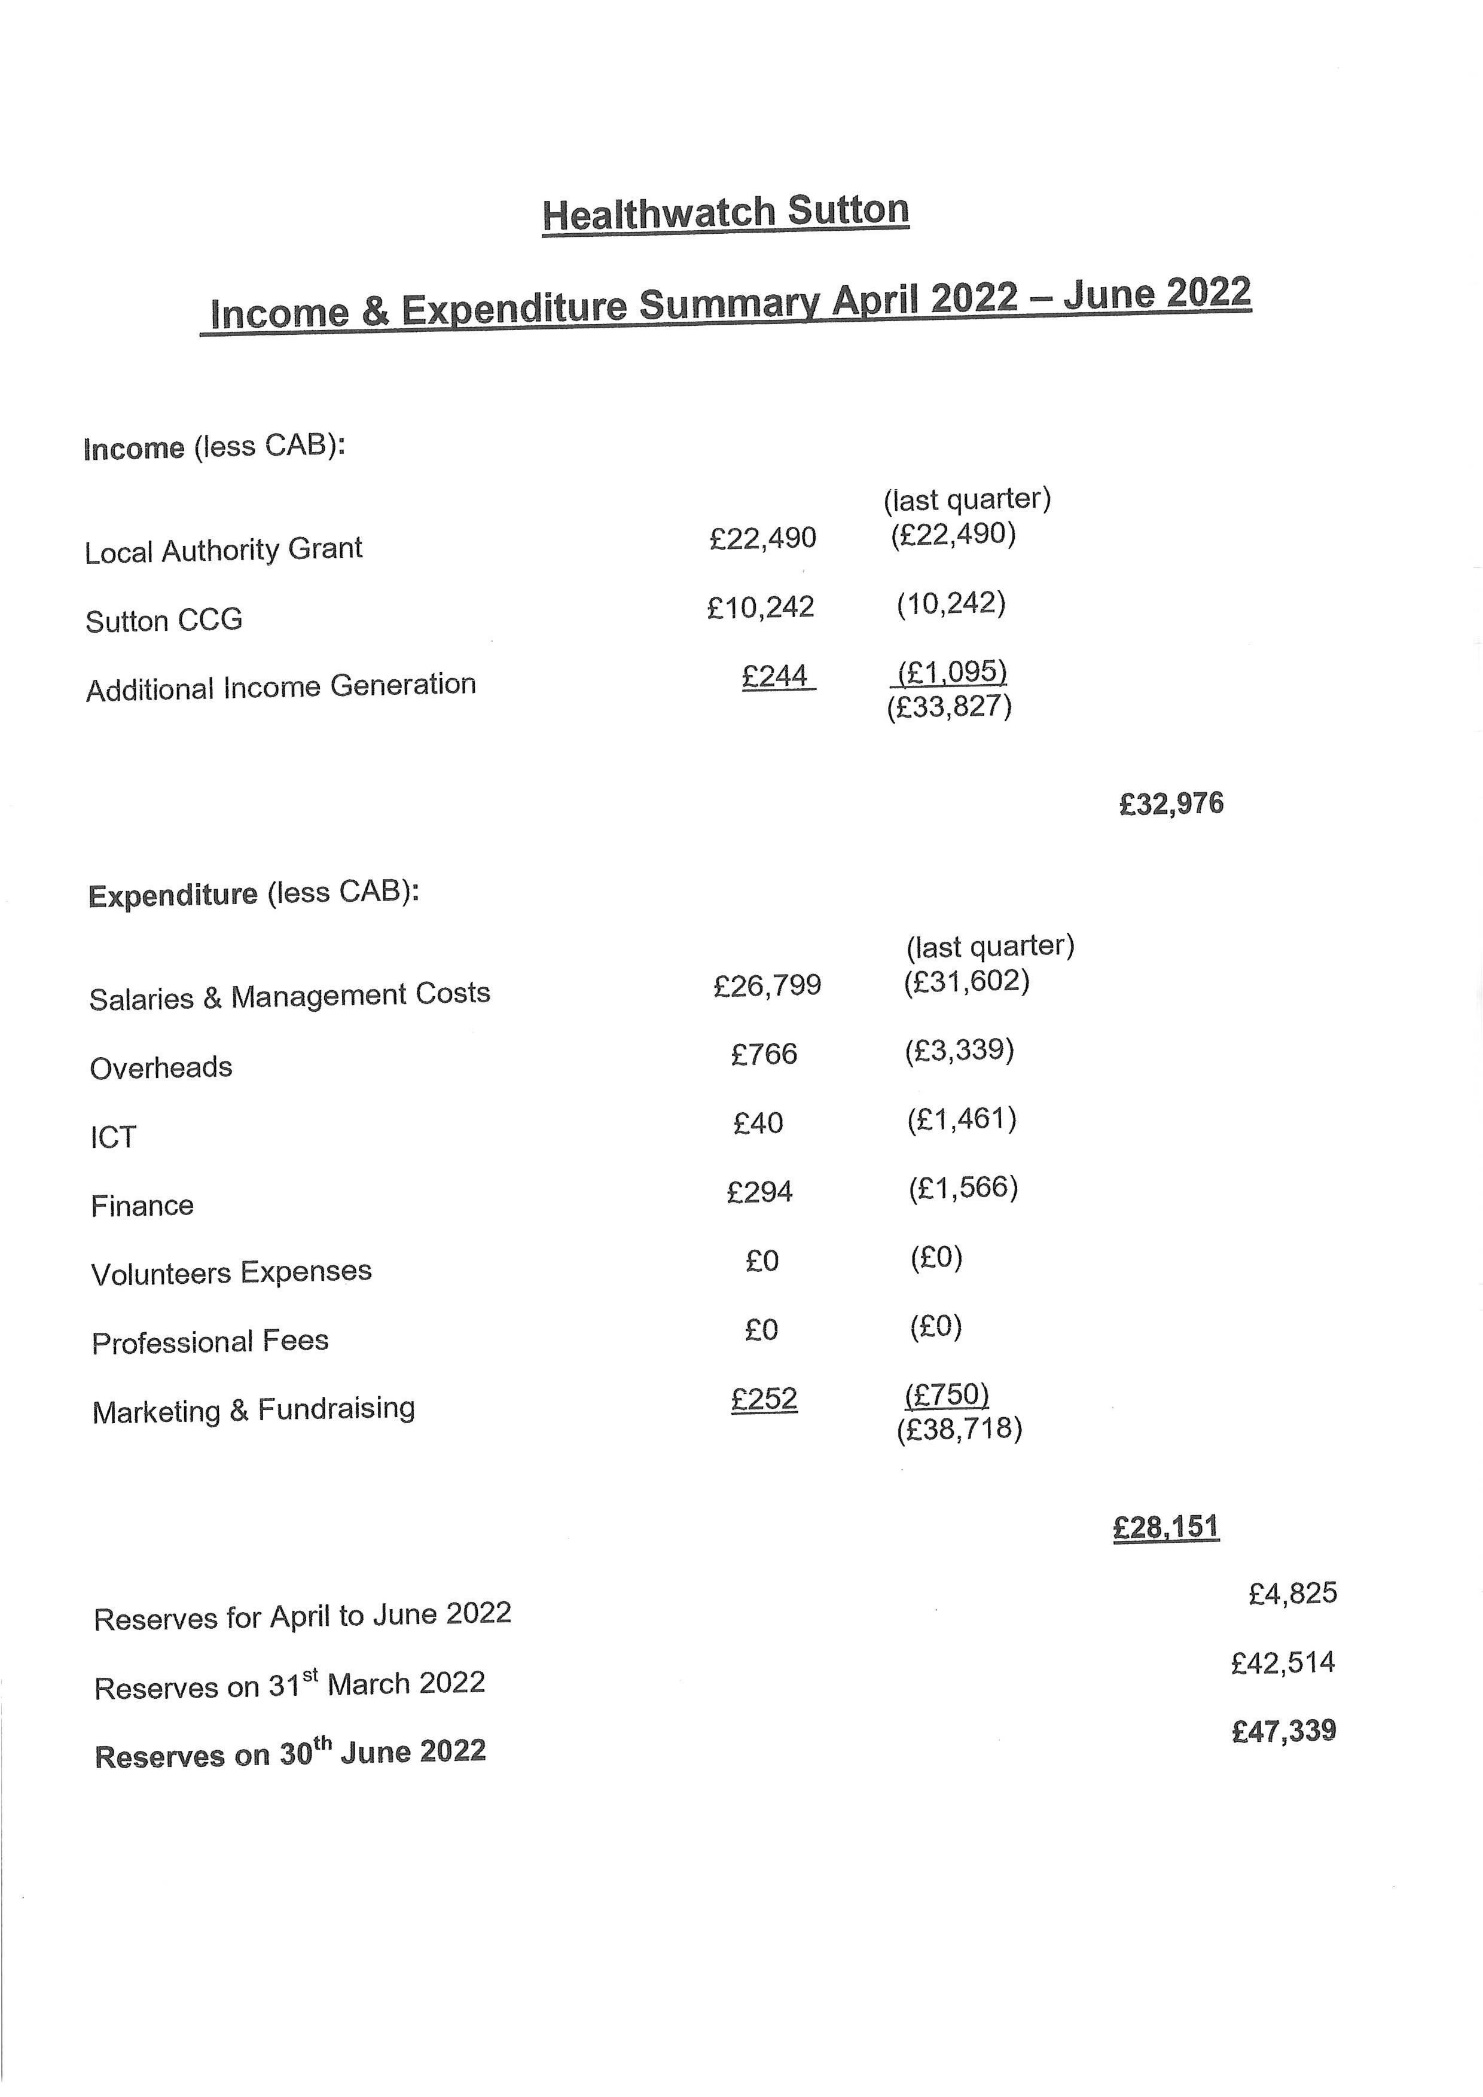 Healthwatch Sutton
Income & Expenditure Summary April 2022 – June 2022
Income (less CAB):
(last quarter)
Local Authority Grant £22,490 (£22,490)
Sutton CCG £10,242 (10,242)
Additional Income Generation £244 (£1,095)
(£33,827)
£32,976
Expenditure (less CAB):
(last quarter)
Salaries & Management Costs £26,799 (£31,602)
Overheads £766 (£3,339)
ICT £40 (£1,461)
Finance £294 (£1,566)
Volunteers Expenses £0 (£0)
Professional Fees £0 (£0)
Marketing & Fundraising £252 (£750)
(£38,718)
£28,151
Reserves for April to June 2022 £4,825
Reserves on 31st March 2022 £42,514
Reserves on 30th June 2022 £47,339